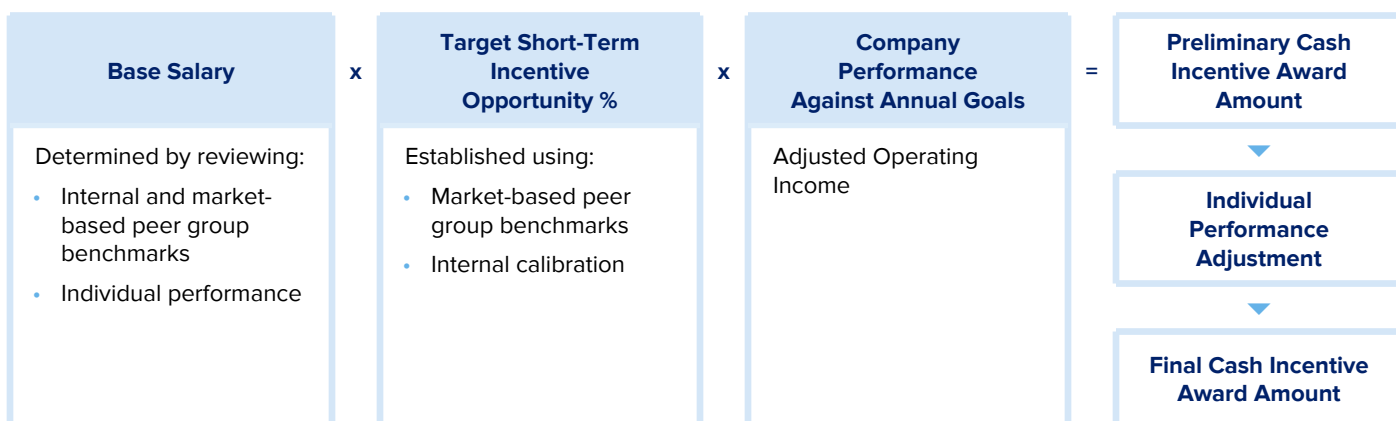 Base Salary
x
Target Short-Term
Incentive
Opportunity %
x
Company
Performance
Against Annual Goals
=
Preliminary Cash
Incentive Award
Amount
Determined by reviewing:
• Internal and market-
based peer group
benchmarks
• Individual performance
Established using:
• Market-based peer
group benchmarks
• Internal calibration
Adjusted Operating
Income
Individual
Performance
Adjustment
Final Cash Incentive
Award Amount